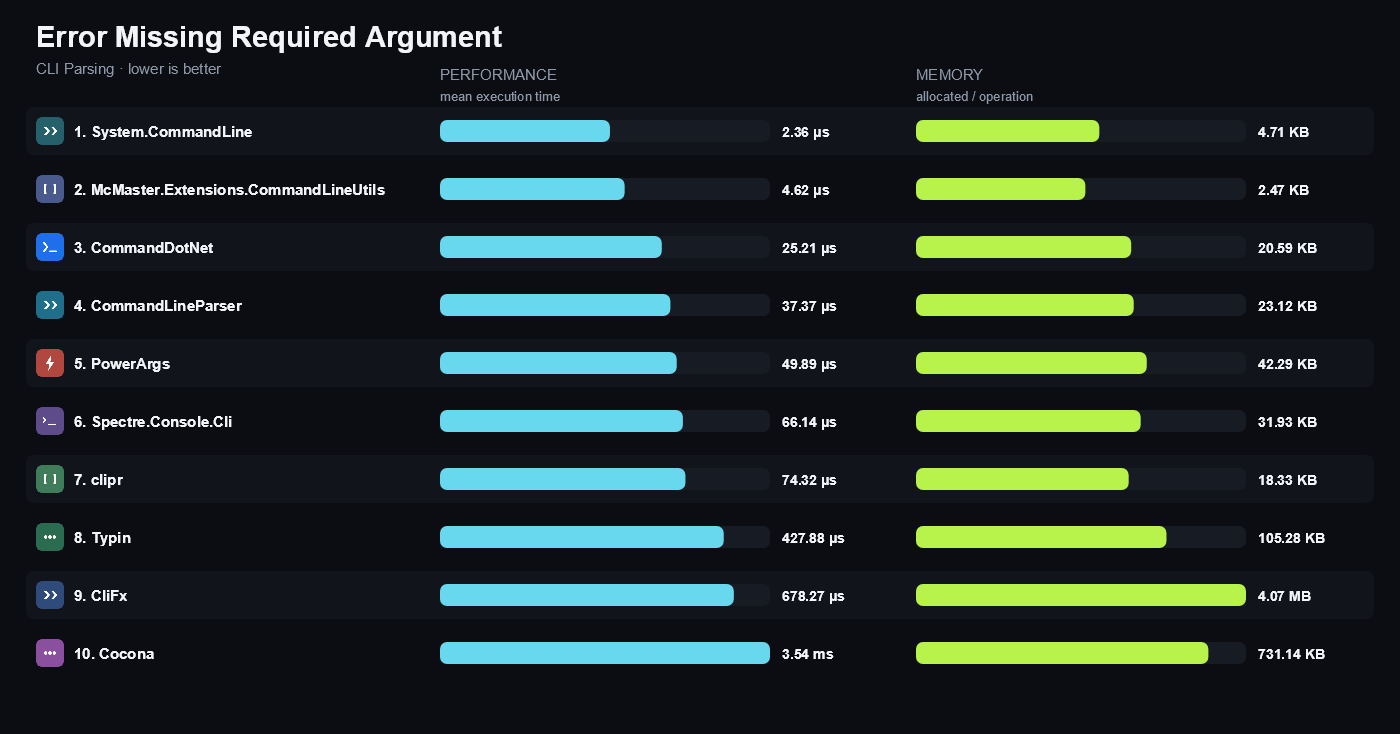 Error Missing Required Argument
CLI Parsing · lower is better
PERFORMANCE
mean execution time
MEMORY
allocated / operation
1. System.CommandLine 2.36 µs 4.71 KB
2. McMaster.Extensions.CommandLineUtils 4.62 µs 2.47 KB
3. CommandDotNet 25.21 µs 20.59 KB
4. CommandLineParser 37.37 µs 23.12 KB
5. PowerArgs 49.89 µs 42.29 KB
6. Spectre.Console.Cli 66.14 µs 31.93 KB
7. clipr 74.32 µs 18.33 KB
8. Typin 427.88 µs 105.28 KB
9. CliFx 678.27 µs 4.07 MB
10. Cocona 3.54 ms 731.14 KB